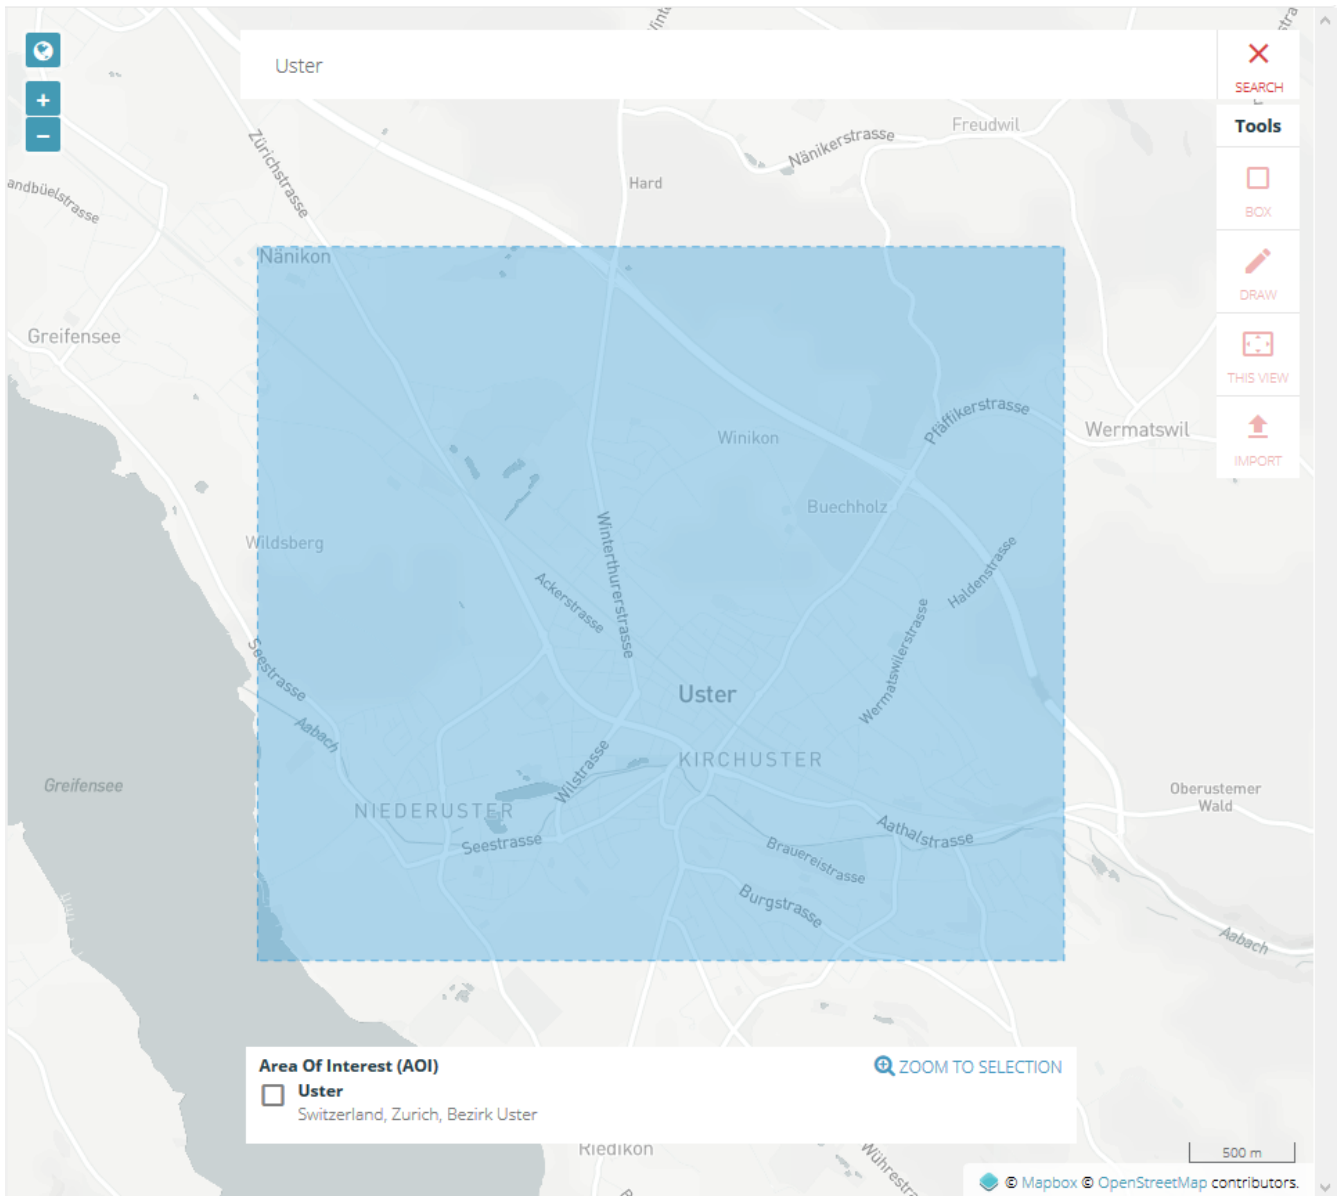 Uster
SEARCH
Tools
BOX
DRAW
THIS VIEW
IMPORT
Freudwil
Nänikerstrasse
Zürichstrasse
Hard
andbüelstrasse
Nänikon
Greifensee
Pfäffikerstrasse
Wermatswil
Winikon
Buechholz
Winterthurerstrasse
Wildsberg
Haldenstrasse
Ackerstrasse
Wermatswilerstrasse
Seestrasse
Uster
Aabach
KIRCHUSTER
Wilstrasse
Greifensee
Oberustemer
Wald
NIEDERUSTER
Aathalstrasse
Seestrasse
Brauereistrasse
Burgstrasse
Aabach
Area Of Interest (AOI)
ZOOM TO SELECTION
Uster
Switzerland, Zurich, Bezirk Uster
Riedikon
500 m
© Mapbox © OpenStreetMap contributors.